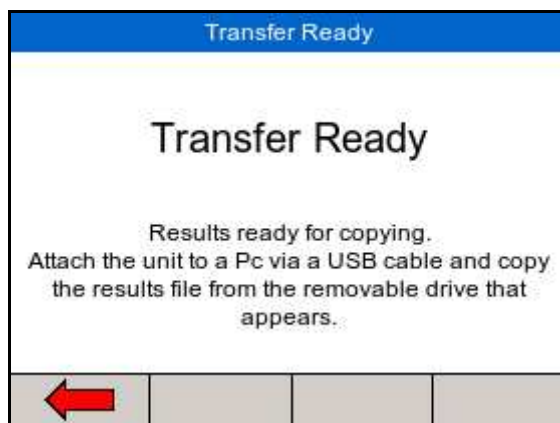 Transfer Ready
Transfer Ready
Results ready for copying.
Attach the unit to a Pc via a USB cable and copy
the results file from the removable drive that
appears.